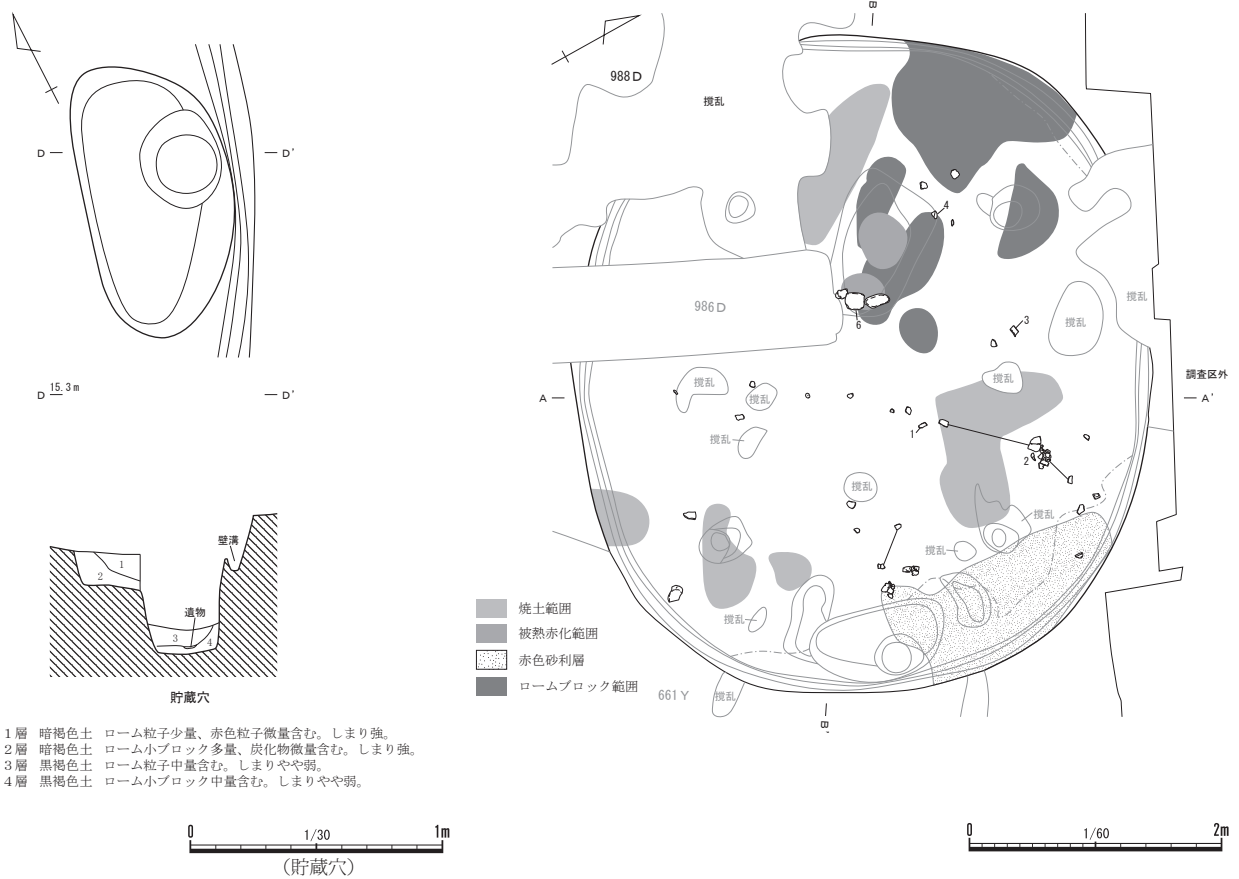 D
D'
D
15.3m
D'
壁溝
1
2
遺物
3
4
貯蔵穴
1層 暗褐色土 ローム粒子少量、赤色粒子微量含む。しまり強。
2層 暗褐色土 ローム小ブロック多量、炭化物微量含む。しまり強。
3層 黒褐色土 ローム粒子中量含む。しまりやや弱。
4層 黒褐色土 ローム小ブロック中量含む。しまりやや弱。
0
1/30
1m
(貯蔵穴)
B
988D
撹乱
4
986D
6
3
撹乱
撹乱
調査区外
A
A'
撹乱
撹乱
撹乱
撹乱
1
2
撹乱
撹乱
撹乱
撹乱
661Y
撹乱
B'
焼土範囲
被熱赤化範囲
赤色砂利層
ロームブロック範囲
0
1/60
2m